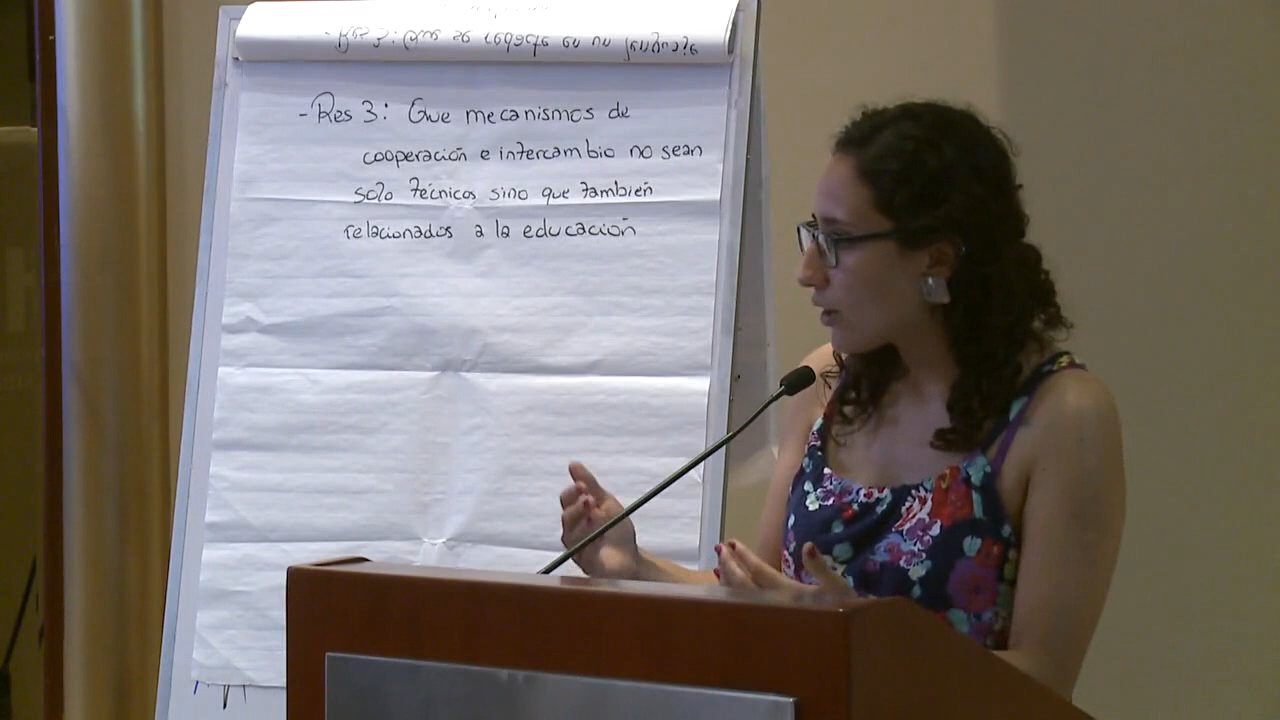 - Res 3: Que mecanismos de
cooperación e intercambio no sean
solo técnicos sino que también
relacionados a la educación